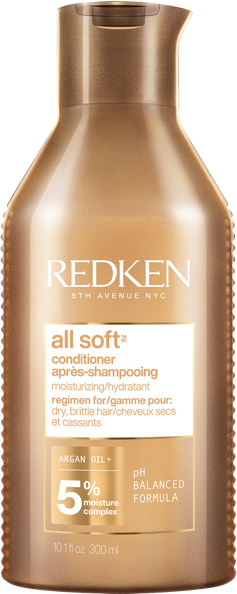 REDKEN
5TH AVENUE NYC
all soft™
conditioner
après-shampooing
moisturizing/hydratant
regimen for/gamme pour:
dry, brittle hair/cheveux secs
et cassants
ARGAN OIL+
5%
moisture
complex
pH
BALANCED
FORMULA
10.1 fl oz 300 ml